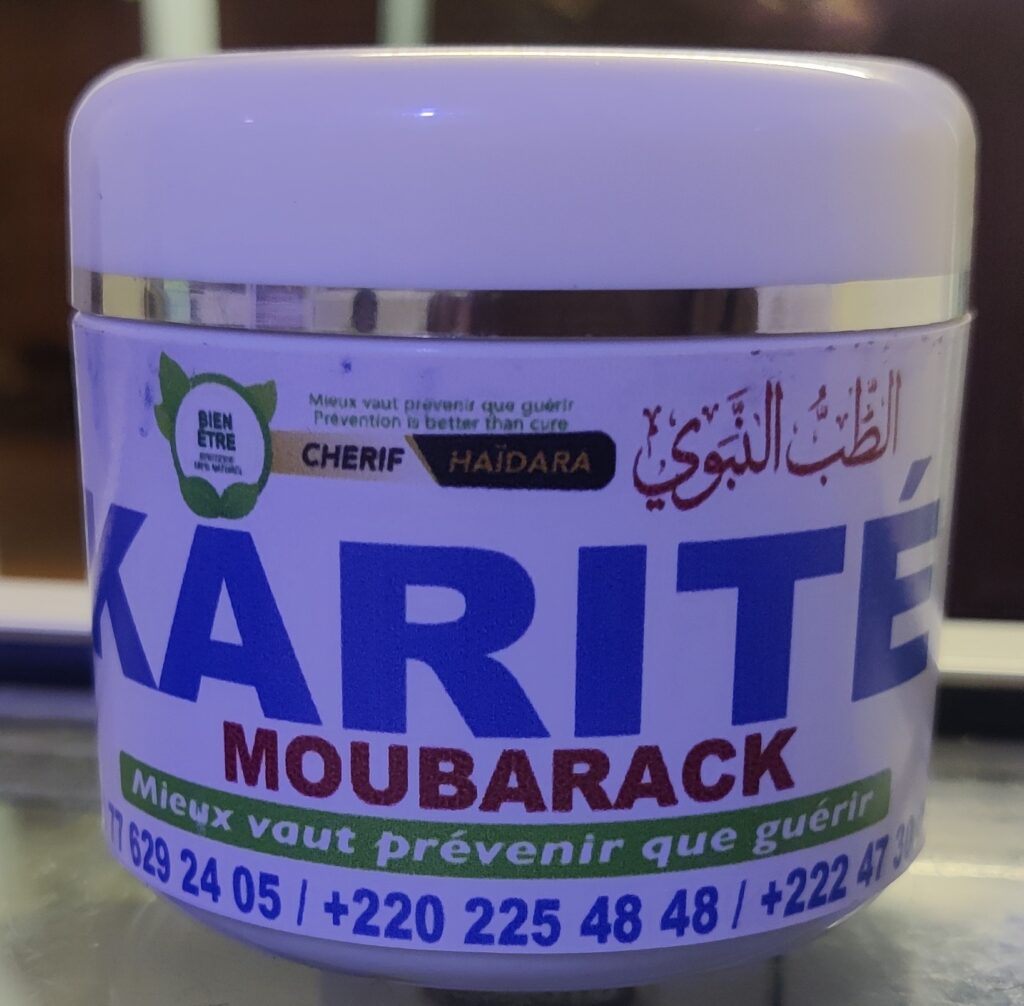 BIEN
ÊTRE
Mieux vaut prévenir que guérir
Prévention is better than cure
CHERIF HAÏDARA
الطِّبُّ النَّبَوِي
KARITÉ
MOUBARACK
Mieux vaut prévenir que guérir
77 629 24 05 / +220 225 48 48 / +222 47